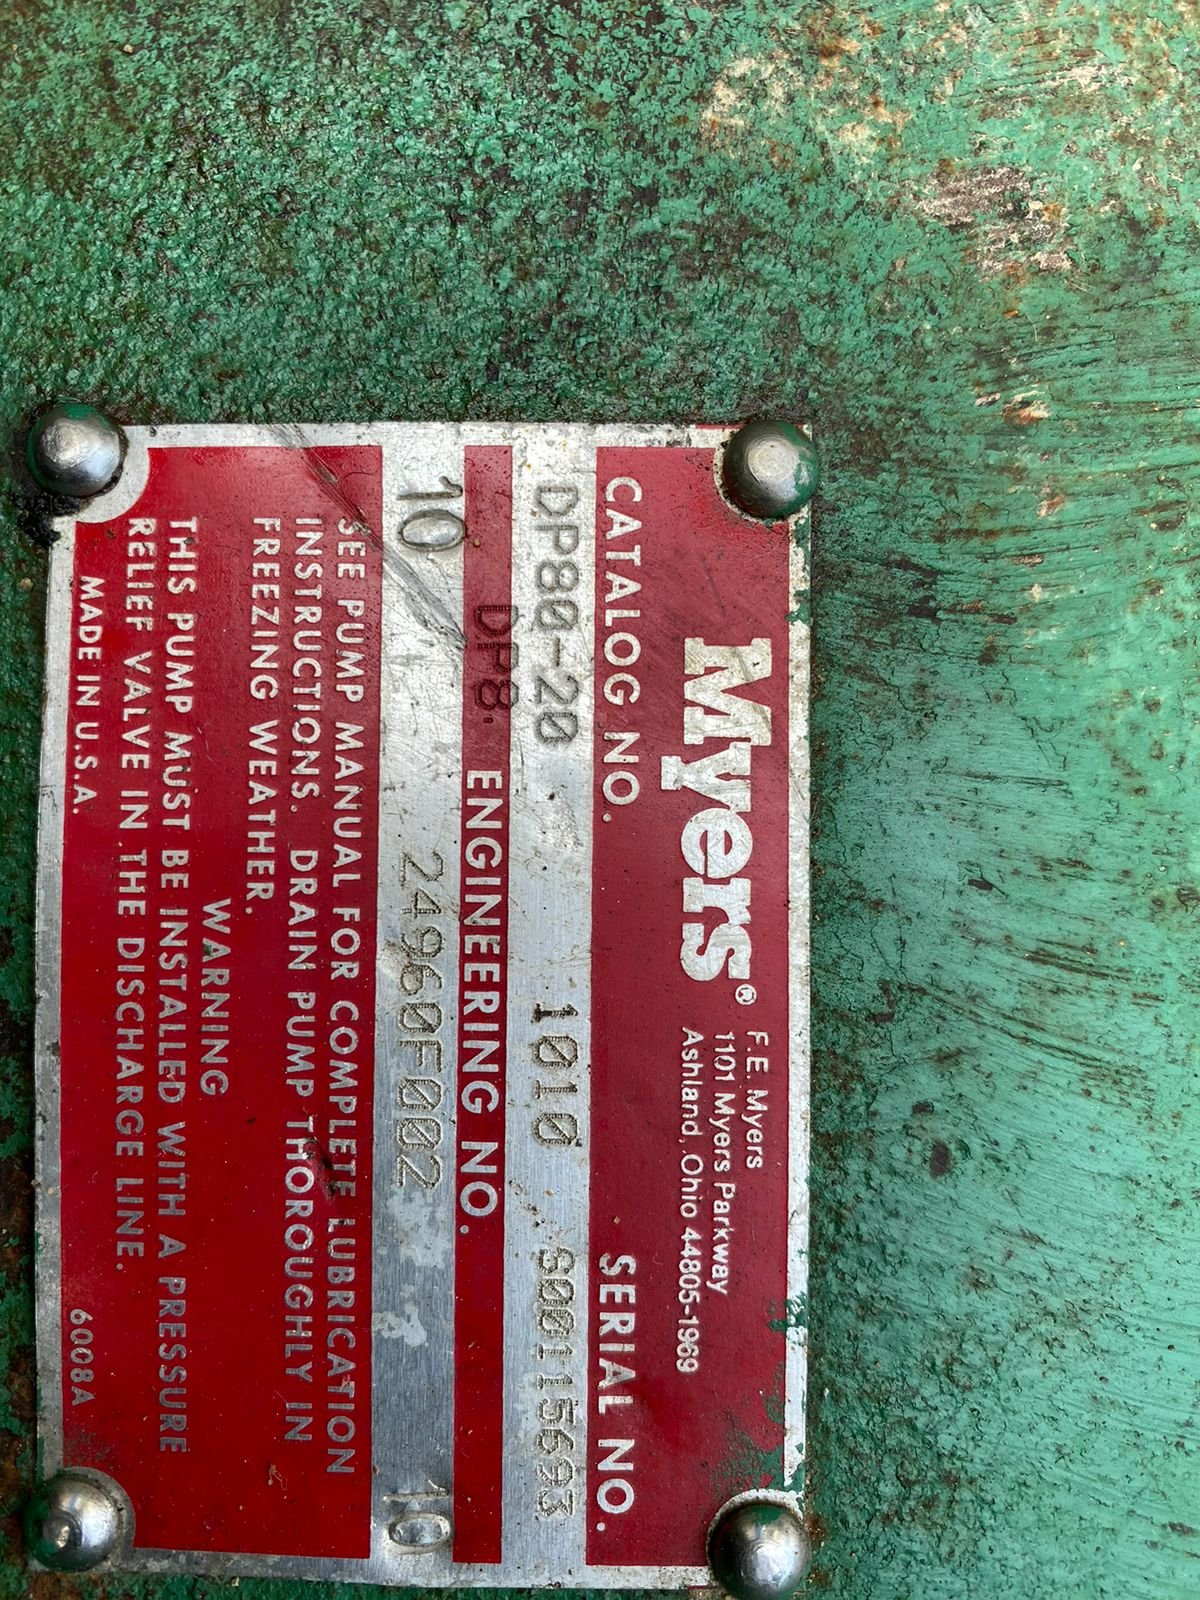 Myers®
F.E. Myers
1101 Myers Parkway
Ashland, Ohio 44805-1969
CATALOG NO. SERIAL NO.
DP80-20 1010 S00115693
DP8. ENGINEERING NO.
10 24960F002 10
SEE PUMP MANUAL FOR COMPLETE LUBRICATION
INSTRUCTIONS. DRAIN PUMP THOROUGHLY IN
FREEZING WEATHER.
WARNING
THIS PUMP MUST BE INSTALLED WITH A PRESSURE
RELIEF VALVE IN THE DISCHARGE LINE.
MADE IN U.S.A. 6008A